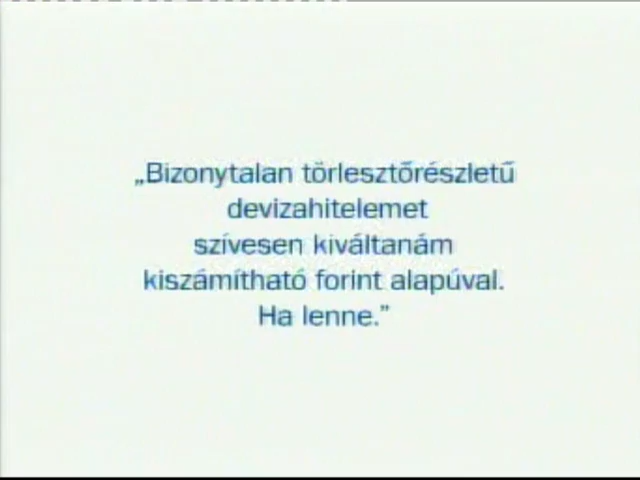 „Bizonytalan törlesztőrészletű
devizahitelemet
szívesen kiváltanám
kiszámítható forint alapúval.
Ha lenne.”